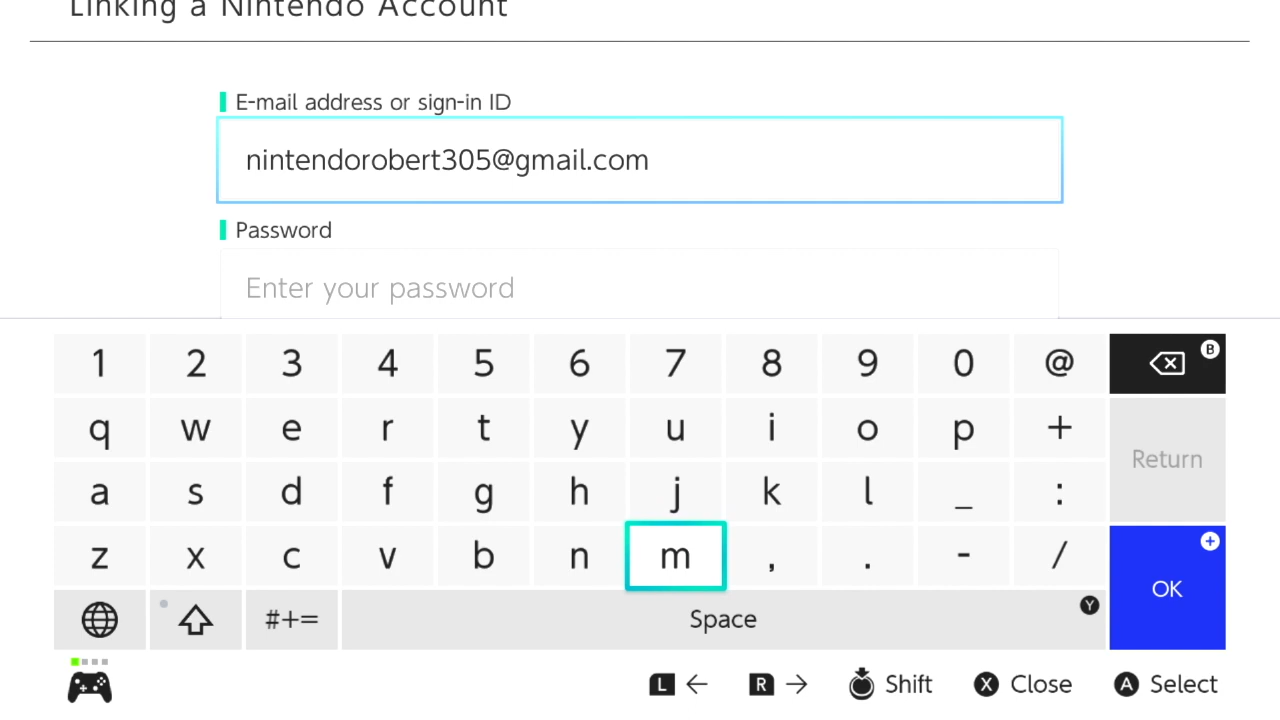 Linking a Nintendo Account
E-mail address or sign-in ID
nintendorobert305@gmail.com
Password
Enter your password
1 2 3 4 5 6 7 8 9 0 @ B
q w e r t y u i o p +
Return
a s d f g h j k l _ :
z x c v b n m , . - / +
OK
#+= Space Y
L ← R → Shift X Close A Select